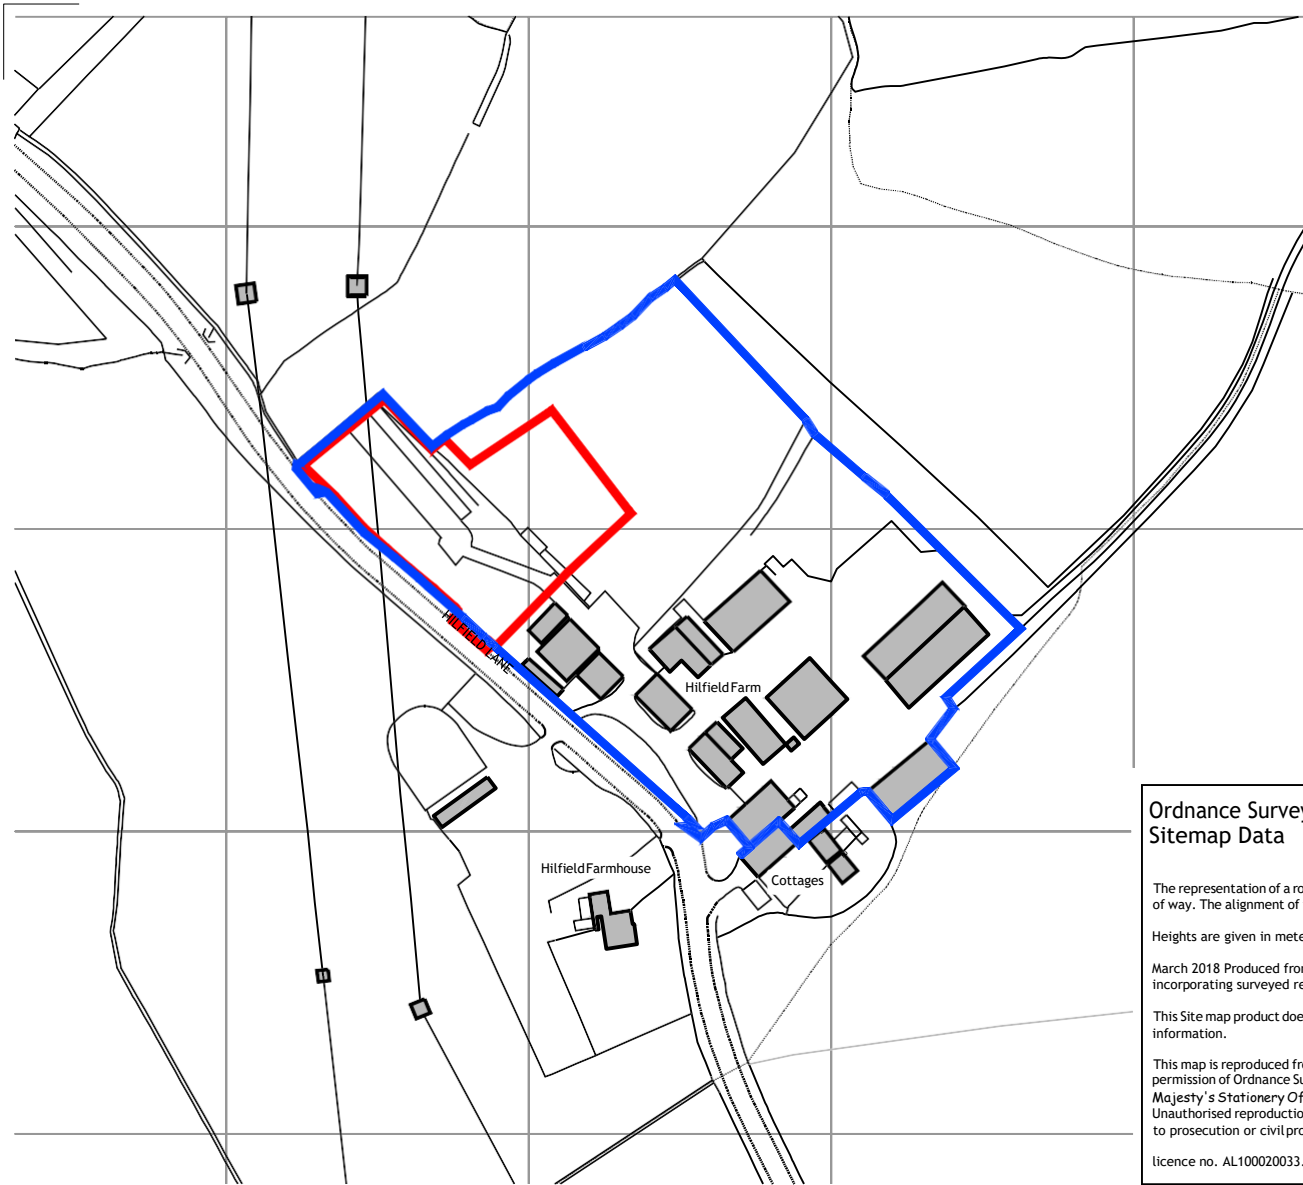 HILFIELD LANE
Hilfield Farm
Hilfield Farmhouse
Cottages
Ordnance Survey
Sitemap Data
The representation of a ro
of way. The alignment of
Heights are given in mete
March 2018 Produced from
incorporating surveyed re
This Site map product doe
information.
This map is reproduced fro
permission of Ordnance Su
Majesty's Stationery Of
Unauthorised reproductio
to prosecution or civil pro
licence no. AL100020033.